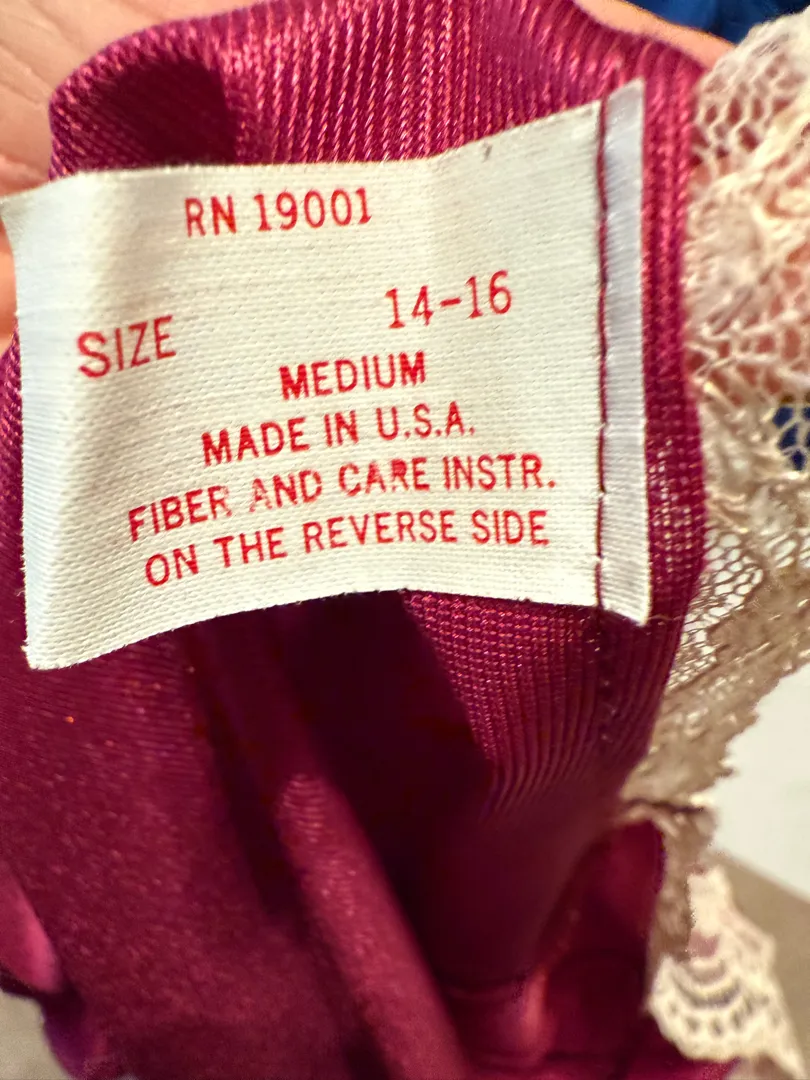 RN 19001
SIZE 14-16
MEDIUM
MADE IN U.S.A.
FIBER AND CARE INSTR.
ON THE REVERSE SIDE